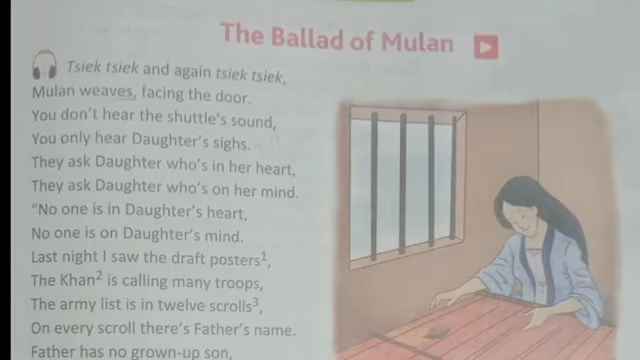 The Ballad of Mulan
Tsiek tsiek and again tsiek tsiek,
Mulan weaves, facing the door.
You don't hear the shuttle's sound,
You only hear Daughter's sighs.
They ask Daughter who's in her heart,
They ask Daughter who's on her mind.
"No one is in Daughter's heart,
No one is on Daughter's mind.
Last night I saw the draft posters¹,
The Khan² is calling many troops,
The army list is in twelve scrolls³,
On every scroll there's Father's name.
Father has no grown-up son,